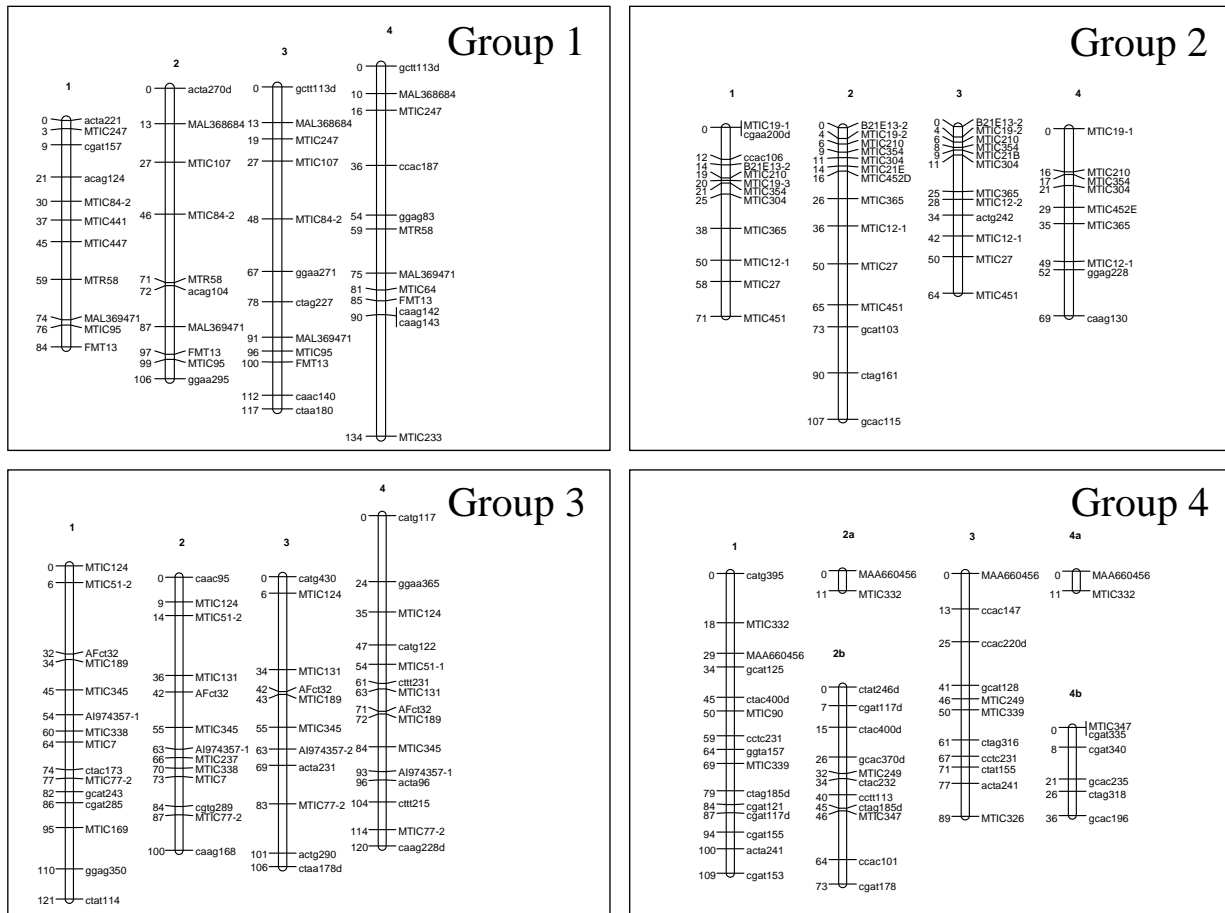 Group 1
1
0 acta221
3 MTIC247
9 cgat157
21 acag124
30 MTIC84-2
37 MTIC441
45 MTIC447
59 MTR58
74 MAL369471
76 MTIC95
84 FMT13
2
0 acta270d
13 MAL368684
27 MTIC107
46 MTIC84-2
71 MTR58
72 acag104
87 MAL369471
97 FMT13
99 MTIC95
106 ggaa295
3
0 gctt113d
13 MAL368684
19 MTIC247
27 MTIC107
48 MTIC84-2
67 ggaa271
78 ctag227
91 MAL369471
96 MTIC95
100 FMT13
112 caac140
117 ctaa180
4
0 gctt113d
10 MAL368684
16 MTIC247
36 ccac187
54 ggag83
59 MTR58
75 MAL369471
81 MTIC64
85 FMT13
90 caag142
caag143
134 MTIC233
Group 2
1
0 MTIC19-1
cgaa200d
12 ccac106
14 B21E13-2
19 MTIC210
20 MTIC19-3
21 MTIC354
25 MTIC304
38 MTIC365
50 MTIC12-1
58 MTIC27
71 MTIC451
2
0 B21E13-2
4 MTIC19-2
6 MTIC210
9 MTIC354
11 MTIC304
14 MTIC21E
16 MTIC452D
26 MTIC365
36 MTIC12-1
50 MTIC27
65 MTIC451
73 gcat103
90 ctag161
107 gcac115
3
0 B21E13-2
4 MTIC19-2
6 MTIC210
8 MTIC354
9 MTIC21B
11 MTIC304
25 MTIC365
28 MTIC12-2
34 actg242
42 MTIC12-1
50 MTIC27
64 MTIC451
4
0 MTIC19-1
16 MTIC210
17 MTIC354
21 MTIC304
29 MTIC452E
35 MTIC365
49 MTIC12-1
52 ggag228
69 caag130
Group 3
1
0 MTIC124
6 MTIC51-2
32 AFct32
34 MTIC189
45 MTIC345
54 AI974357-1
60 MTIC338
64 MTIC7
74 ctac173
77 MTIC77-2
82 gcat243
86 cgat285
95 MTIC169
110 ggag350
121 ctat114
2
0 caac95
9 MTIC124
14 MTIC51-2
36 MTIC131
42 AFct32
55 MTIC345
63 AI974357-1
66 MTIC237
70 MTIC338
73 MTIC7
84 cgtg289
87 MTIC77-2
100 caag168
3
0 catg430
6 MTIC124
34 MTIC131
42 AFct32
43 MTIC189
55 MTIC345
63 AI974357-2
69 acta231
83 MTIC77-2
101 actg290
106 ctaa178d
4
0 catg117
24 ggaa365
35 MTIC124
47 catg122
54 MTIC51-1
61 cttt231
63 MTIC131
71 AFct32
72 MTIC189
84 MTIC345
93 AI974357-1
96 acta96
104 cttt215
114 MTIC77-2
120 caag228d
Group 4
1
0 catg395
18 MTIC332
29 MAA660456
34 gcat125
45 ctac400d
50 MTIC90
59 cctc231
64 ggta157
69 MTIC339
79 ctag185d
84 cgat121
87 cgat117d
94 cgat155
100 acta241
109 cgat153
2a
0 MAA660456
11 MTIC332
2b
0 ctat246d
7 cgat117d
15 ctac400d
26 gcac370d
32 MTIC249
34 ctac232
40 cctt113
45 ctag185d
46 MTIC347
64 ccac101
73 cgat178
3
0 MAA660456
13 ccac147
25 ccac220d
41 gcat128
46 MTIC249
50 MTIC339
61 ctag316
67 cctc231
71 ctat155
77 acta241
89 MTIC326
4a
0 MAA660456
11 MTIC332
4b
0 MTIC347
cgat335
8 cgat340
21 gcac235
26 ctag318
36 gcac196